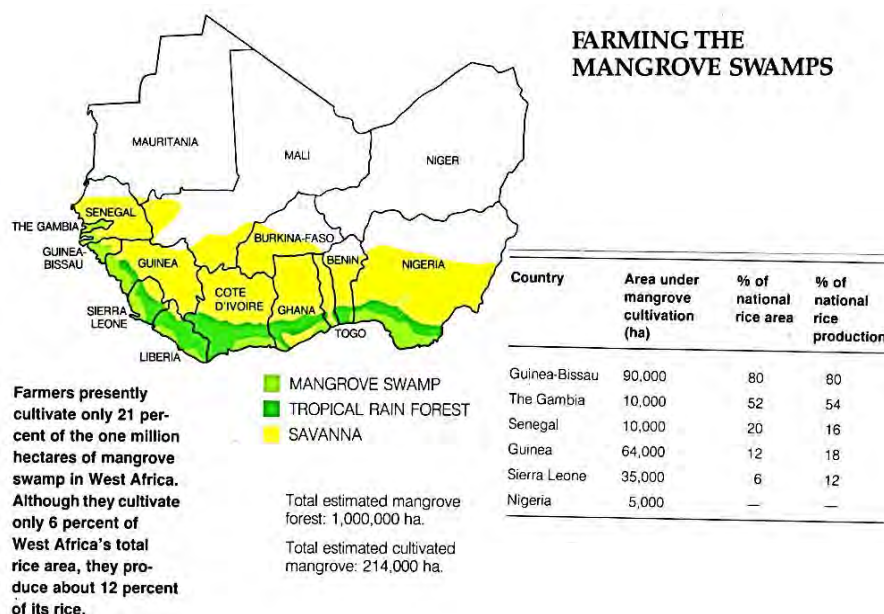 FARMING THE
MANGROVE SWAMPS
MAURITANIA
MALI
NIGER
SENEGAL
THE GAMBIA
GUINEA-
BISSAU
GUINEA
BURKINA-FASO
BENIN
NIGERIA
COTE
D'IVOIRE
GHANA
SIERRA
LEONE
TOGO
LIBERIA
MANGROVE SWAMP
TROPICAL RAIN FOREST
SAVANNA
Farmers presently
cultivate only 21 per-
cent of the one million
hectares of mangrove
swamp in West Africa.
Although they cultivate
only 6 percent of
West Africa's total
rice area, they pro-
duce about 12 percent
of its rice.
Total estimated mangrove
forest: 1,000,000 ha.
Total estimated cultivated
mangrove: 214,000 ha.
Country Area under mangrove cultivation (ha) % of national rice area % of national rice production
Guinea-Bissau 90,000 80 80
The Gambia 10,000 52 54
Senegal 10,000 20 16
Guinea 64,000 12 18
Sierra Leone 35,000 6 12
Nigeria 5,000 — —